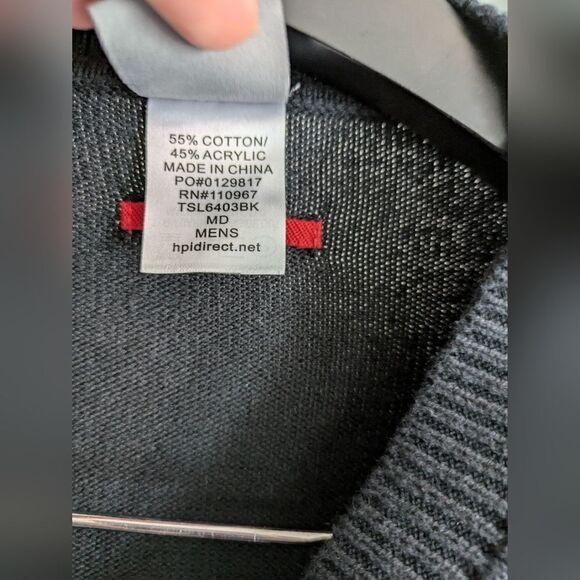 55% COTTON/
45% ACRYLIC
MADE IN CHINA
PO#0129817
RN#110967
TSL6403BK
MD
MENS
hpidirect.net